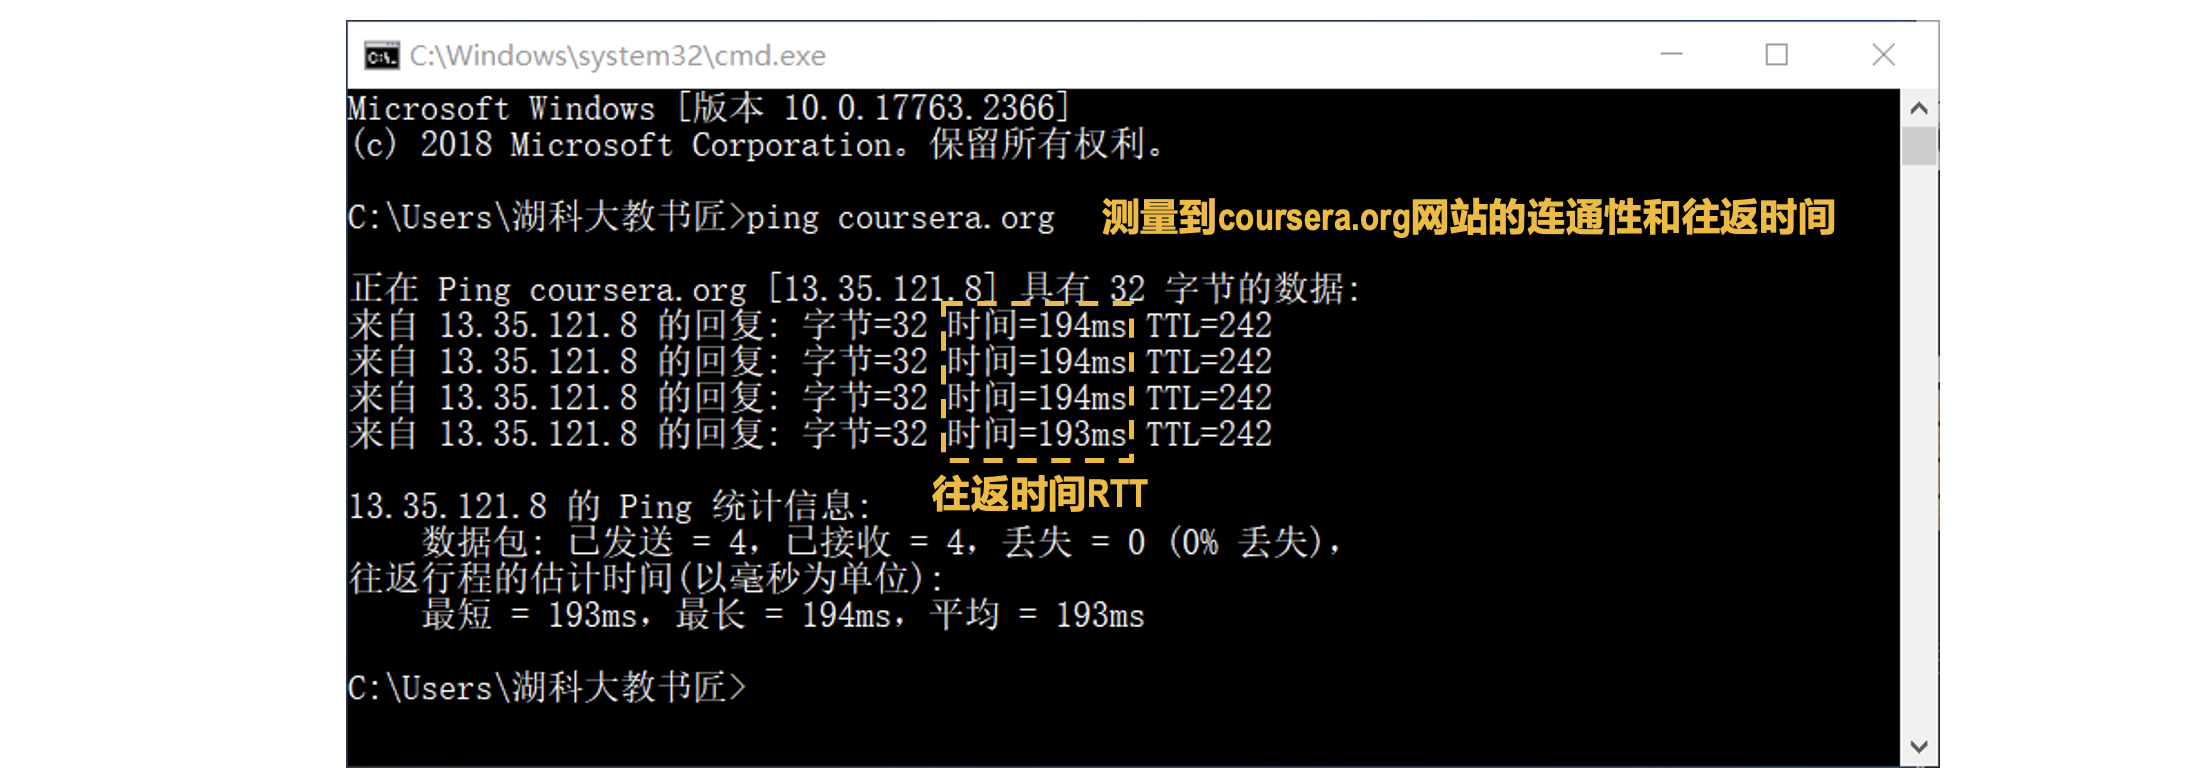 C:\Windows\system32\cmd.exe
Microsoft Windows [版本 10.0.17763.2366]
(c) 2018 Microsoft Corporation。保留所有权利。
C:\Users\湖科大教书匠>ping coursera.org 测量到coursera.org网站的连通性和往返时间
正在 Ping coursera.org [13.35.121.8] 具有 32 字节的数据:
来自 13.35.121.8 的回复: 字节=32 时间=194ms TTL=242
来自 13.35.121.8 的回复: 字节=32 时间=194ms TTL=242
来自 13.35.121.8 的回复: 字节=32 时间=194ms TTL=242
来自 13.35.121.8 的回复: 字节=32 时间=193ms TTL=242
往返时间RTT
13.35.121.8 的 Ping 统计信息:
数据包: 已发送 = 4，已接收 = 4，丢失 = 0 (0% 丢失)，
往返行程的估计时间(以毫秒为单位):
最短 = 193ms，最长 = 194ms，平均 = 193ms
C:\Users\湖科大教书匠>